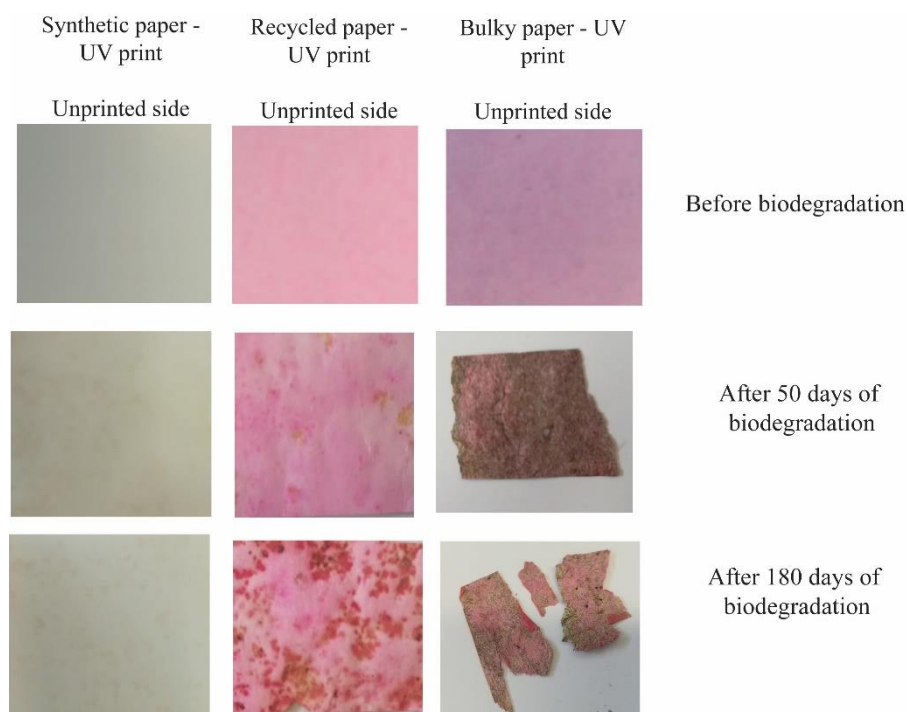 Synthetic paper -
UV print
Recycled paper -
UV print
Bulky paper - UV
print
Unprinted side
Unprinted side
Unprinted side
Before biodegradation
After 50 days of
biodegradation
After 180 days of
biodegradation